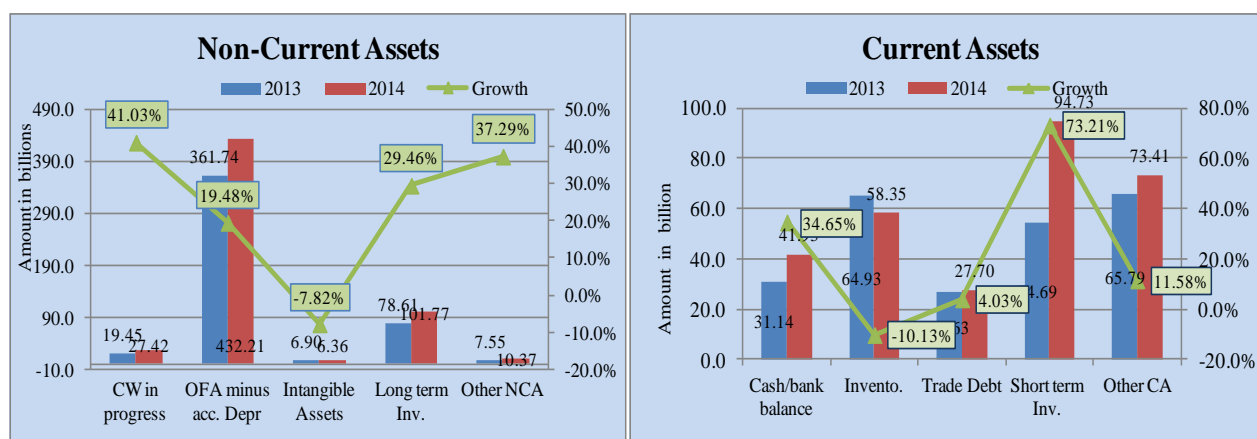 Non-Current Assets
2013 2014 Growth
Amount in billions
490.0
390.0
290.0
190.0
90.0
-10.0
50.0%
40.0%
30.0%
20.0%
10.0%
0.0%
-10.0%
-20.0%
41.03%
19.48%
-7.82%
29.46%
37.29%
19.45
27.42
361.74
432.21
6.90
6.36
78.61
101.77
7.55
10.37
CW in
progress
OFA minus
acc. Depr
Intangible
Assets
Long term
Inv.
Other NCA
Current Assets
2013 2014 Growth
Amount in billion
100.0
80.0
60.0
40.0
20.0
0.0
80.0%
60.0%
40.0%
20.0%
0.0%
-20.0%
34.65%
-10.13%
4.03%
73.21%
11.58%
31.14
64.93
58.35
27.70
94.73
65.79
73.41
Cash/bank
balance
Invento.
Trade Debt
Short term
Inv.
Other CA